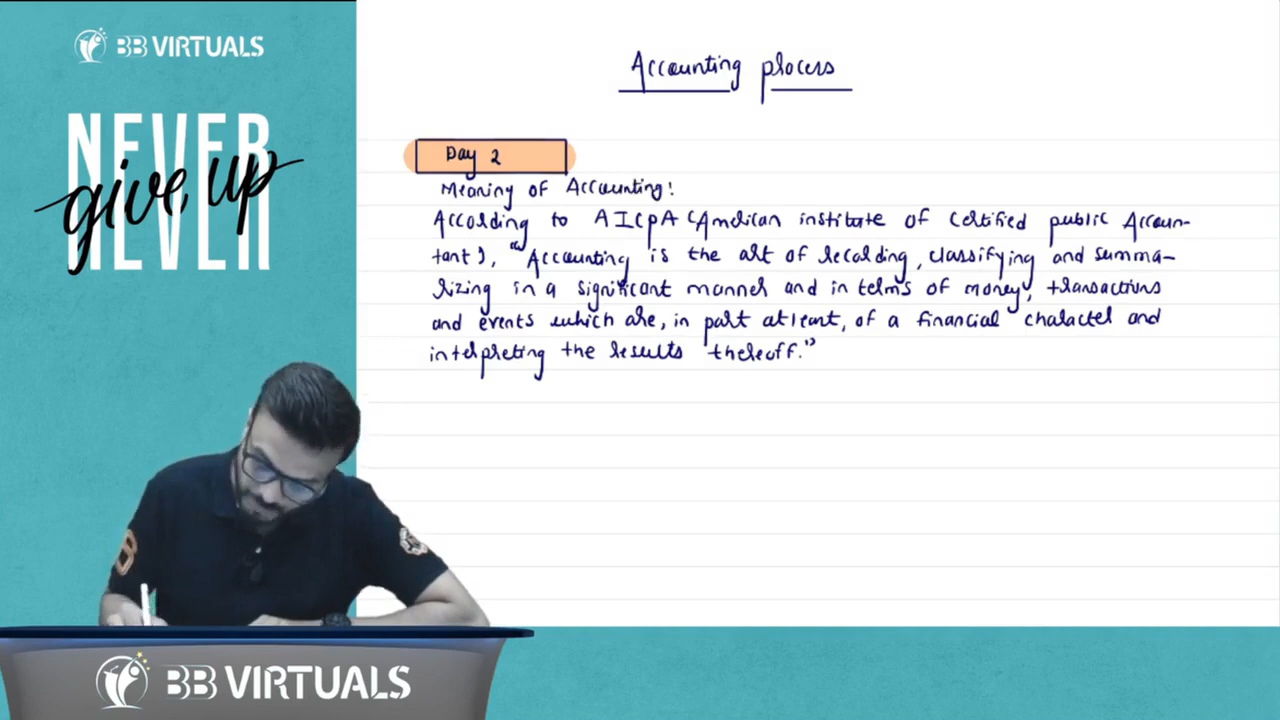 BB VIRTUALS
NEVER
give up
NEVER
Accounting process
Day 2
Meaning of Accounting:
According to AICPA (American institute of Certified public Accoun-
tant), "Accounting is the art of recording, classifying and summa-
rizing in a significant manner and in terms of money, transactions
and events which are, in part atleast, of a financial character and
interpreting the results thereoff."
B
BB VIRTUALS